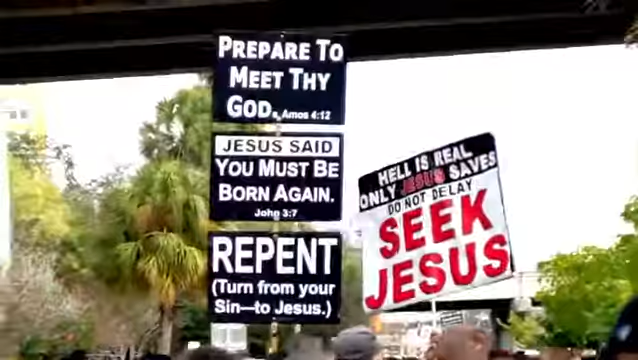 PREPARE TO
MEET THY
GOD., Amos 4:12
JESUS SAID
YOU MUST BE
BORN AGAIN.
John 3:7
REPENT
(Turn from your
Sin—to Jesus.)
HELL IS REAL
ONLY JESUS SAVES
DO NOT DELAY
SEEK
JESUS